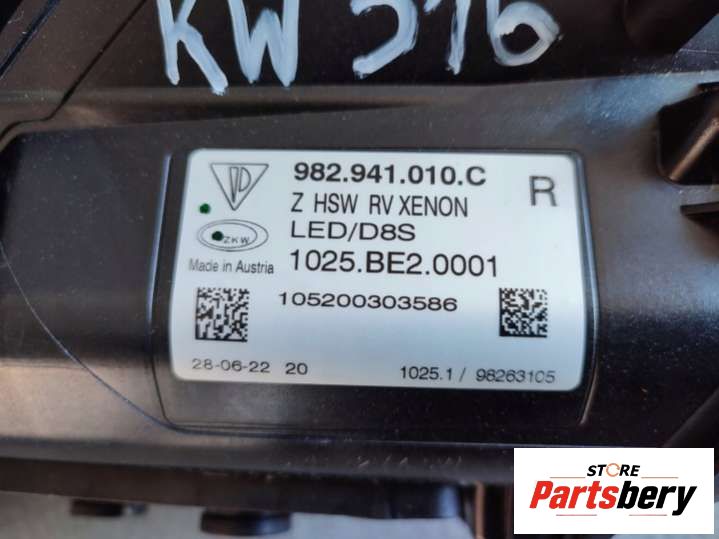 KW 516
982.941.010.C
R
Z HSW RV XENON
LED/D8S
ZKW
Made in Austria
1025.BE2.0001
105200303586
28-06-22 20
1025.1 / 98263105
STORE
Partsbery